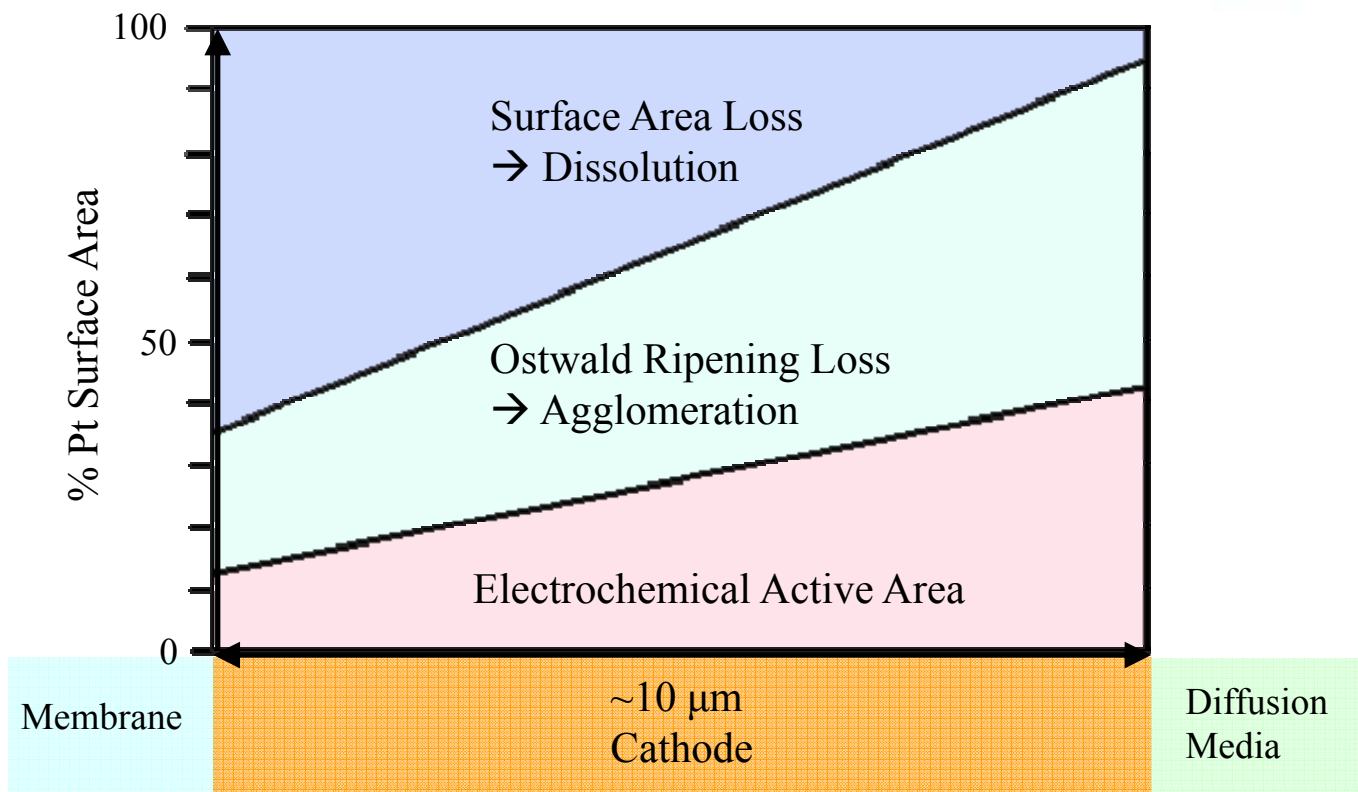 100
Surface Area Loss
→ Dissolution
% Pt Surface Area
50
Ostwald Ripening Loss
→ Agglomeration
Electrochemical Active Area
0
Membrane
~10 μm
Cathode
Diffusion
Media